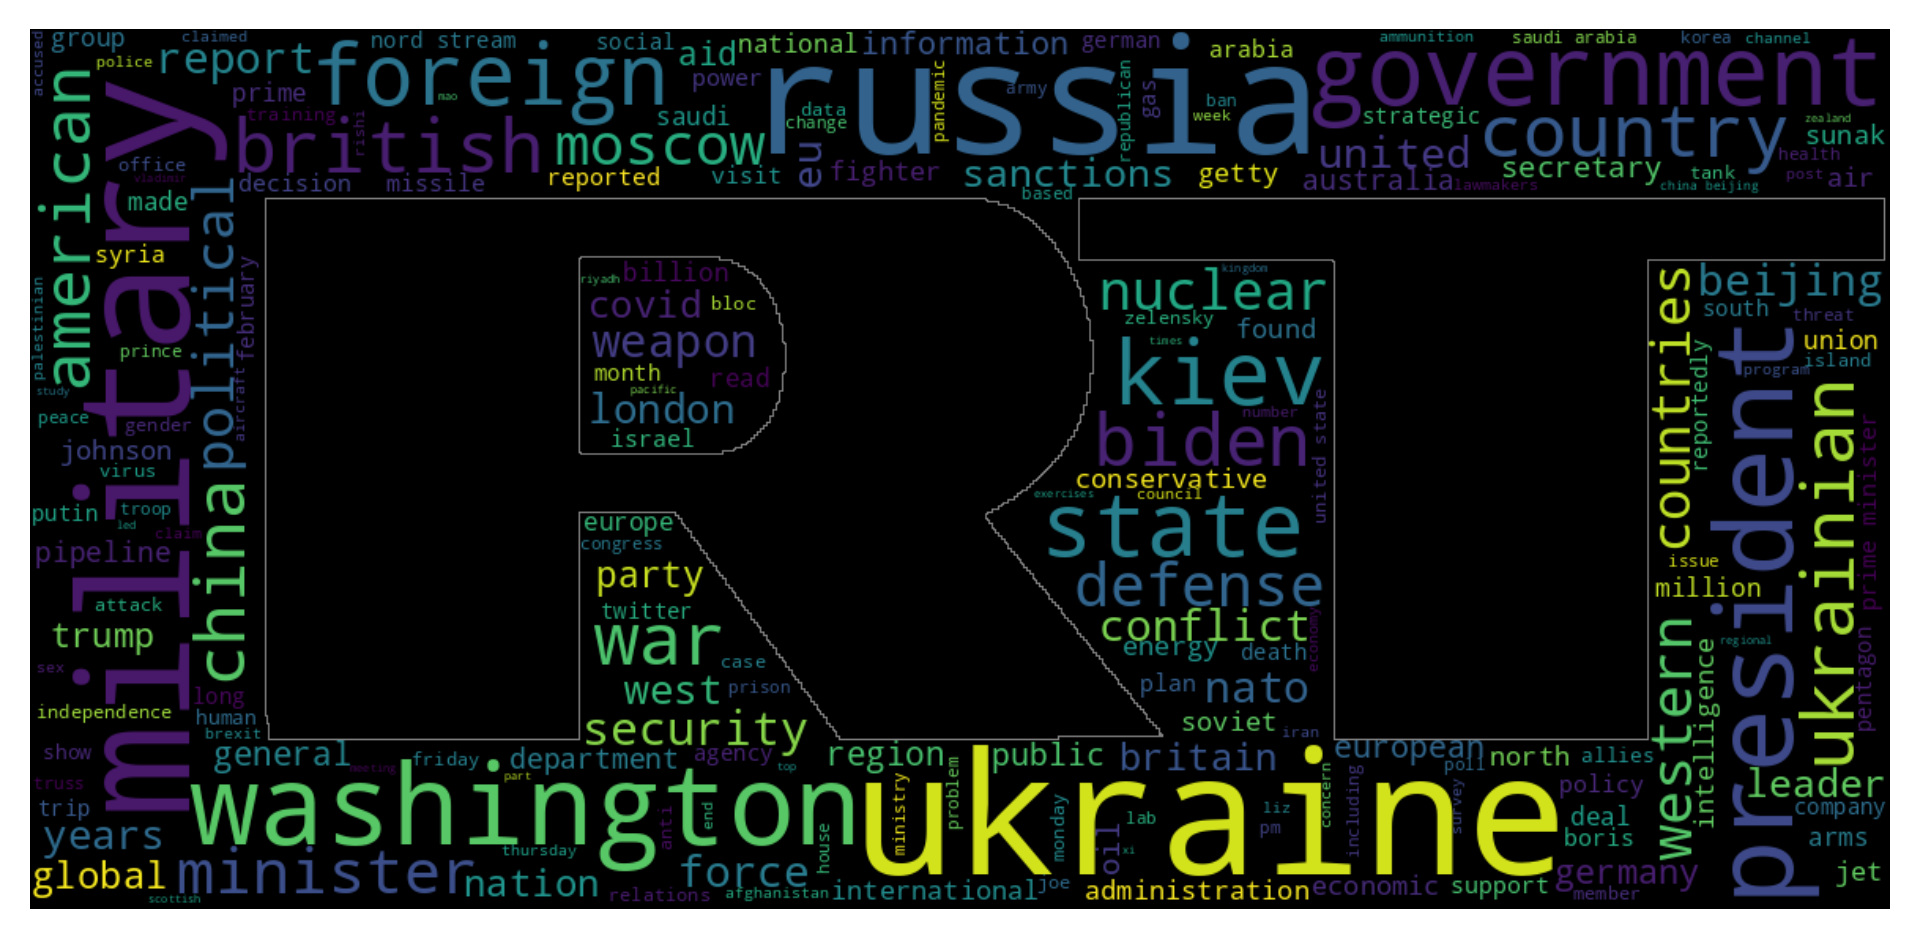 group
claimed
nord stream
social
national
information
german
arabia
ammunition
saudi arabia
korea
channel
accused
police
report
foreign
aid
power
russia
government
prime
training
british
rishi
mao
moscow
saudi
data
change
eu
fighter
pandemic
army
republican
gas
ban
week
strategic
country
zealand
sunak
health
office
vladimir
decision
missile
reported
visit
sanctions
based
getty
united
australia
lawmakers
secretary
tank
china beijing
post
air
american
military
made
political
syria
february
aircraft
palestinian
prince
study
peace
gender
johnson
virus
china
putin
troop
led
claim
pipeline
attack
trump
sex
long
independence
human
brexit
show
truss
trip
years
global
scottish
RT
riyadh
billion
covid
bloc
weapon
month
read
pacific
london
israel
europe
congress
party
twitter
war
case
west
prison
security
kingdom
nuclear
zelensky
found
times
kiev
number
biden
united state
conservative
council
exercises
state
defense
conflict
energy
death
economy
plan
nato
soviet
iran
beijing
south
threat
countries
reportedly
union
island
program
president
ukrainian
prime minister
issue
million
western
regional
intelligence
pentagon
leader
company
arms
jet
general
meeting
friday
department
agency
top
region
public
britain
european
poll
north
allies
part
washington
ukraine
problem
ministry
end
anti
house
monday
lab
xi
oil
liz
pm
concern
including
survey
policy
deal
boris
minister
thursday
nation
force
relations
afghanistan
international
joe
administration
economic
support
germany
member